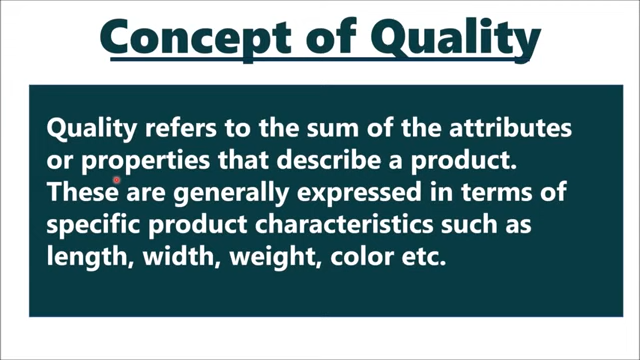 Concept of Quality
Quality refers to the sum of the attributes
or properties that describe a product.
These are generally expressed in terms of
specific product characteristics such as
length, width, weight, color etc.